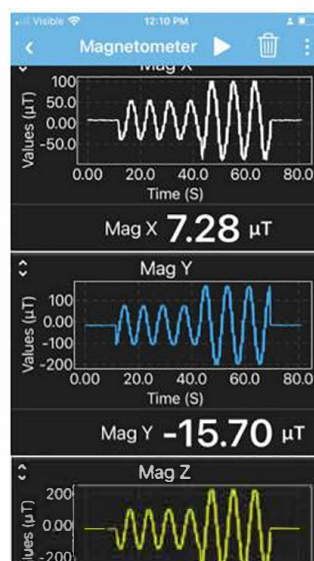 Visible 12:10 PM
Magnetometer
Mag X
Values (μT)
100
50.0
0.00
-50.0
0.00 20.0 40.0 60.0 80.0
Time (S)
Mag X 7.28 μT
Mag Y
Values (μT)
100
0.00
-100
-200
0.00 20.0 40.0 60.0 80.0
Time (S)
Mag Y -15.70 μT
Mag Z
lues (μT)
200
0.00
-200